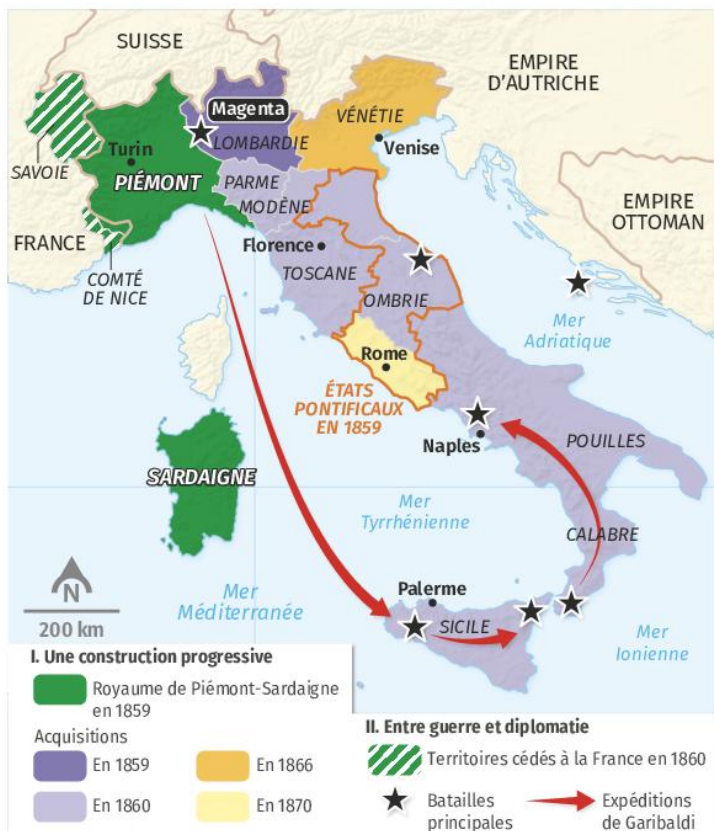 SUISSE
EMPIRE
D'AUTRICHE
Magenta
VÉNÉTIE
LOMBARDIE
Turin
Venise
SAVOIE
PIÉMONT
PARME
MODÈNE
EMPIRE
OTTOMAN
FRANCE
Florence
COMTÉ
DE NICE
TOSCANE
OMBRIE
Mer
Adriatique
Rome
ÉTATS
PONTIFICAUX
EN 1859
Naples
POUILLES
SARDAIGNE
Mer
Tyrrhénienne
CALABRE
N
200 km
Mer
Méditerranée
Palerme
SICILE
Mer
Ionienne
I. Une construction progressive
Royaume de Piémont-Sardaigne
en 1859
Acquisitions
En 1859
En 1866
En 1860
En 1870
II. Entre guerre et diplomatie
Territoires cédés à la France en 1860
Batailles
principales
Expéditions
de Garibaldi